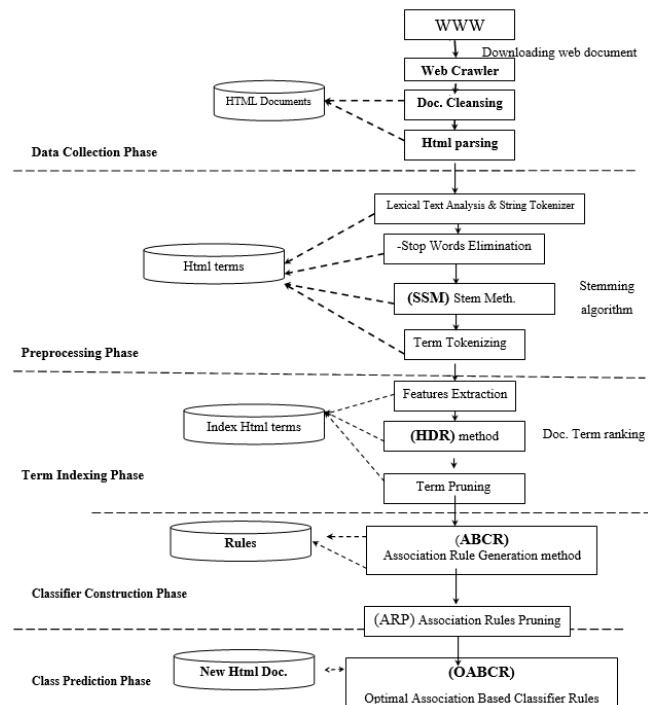 WWW
Downloading web document
Web Crawler
HTML Documents
Doc. Cleansing
Html parsing
Data Collection Phase
Lexical Text Analysis & String Tokenizer
-Stop Words Elimination
Html terms
(SSM) Stem Meth.
Stemming
algorithm
Term Tokenizing
Preprocessing Phase
Features Extraction
Index Html terms
(HDR) method
Doc. Term ranking
Term Indexing Phase
Term Pruning
Rules
(ABCR)
Association Rule Generation method
Classifier Construction Phase
(ARP) Association Rules Pruning
New Html Doc.
(OABCR)
Class Prediction Phase
Optimal Association Based Classifier Rules